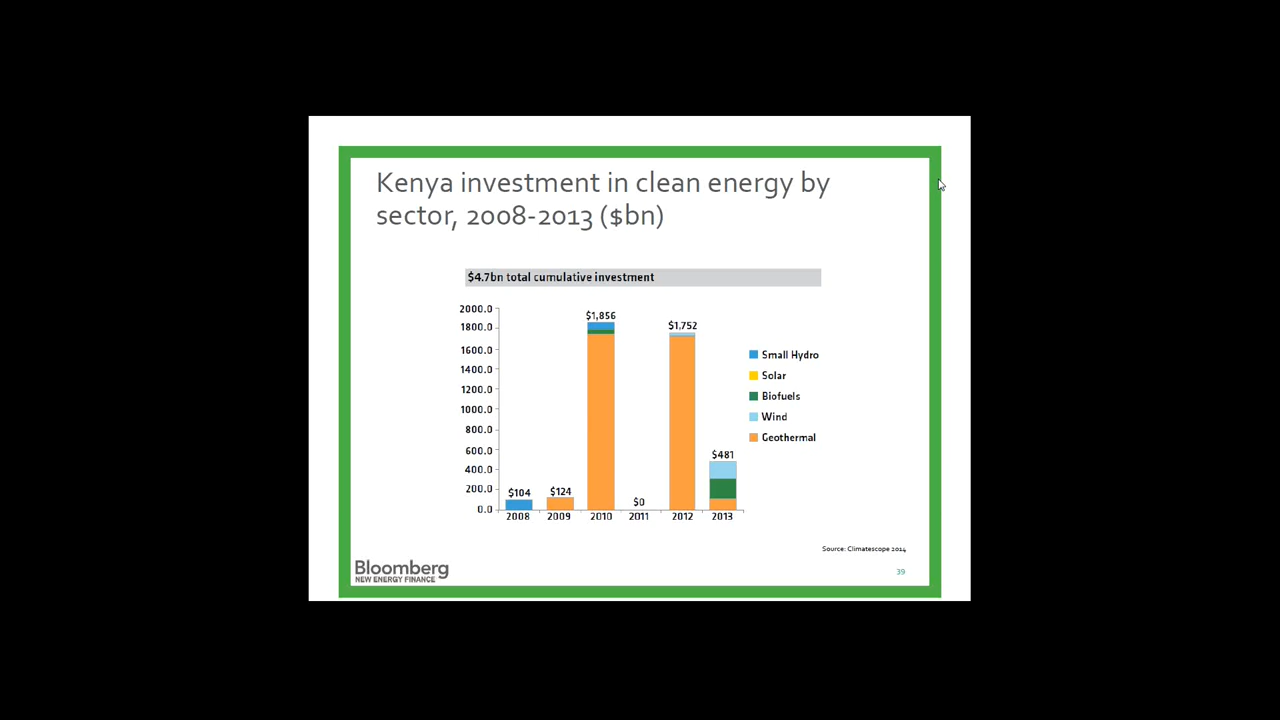 Kenya investment in clean energy by
sector, 2008-2013 ($bn)
$4.7bn total cumulative investment
2000.0
1800.0
1600.0
1400.0
1200.0
1000.0
800.0
600.0
400.0
200.0
0.0
$104
$124
$1,856
$0
$1,752
$481
2008 2009 2010 2011 2012 2013
Small Hydro
Solar
Biofuels
Wind
Geothermal
Source: Climatescope 2014
Bloomberg
NEW ENERGY FINANCE
39